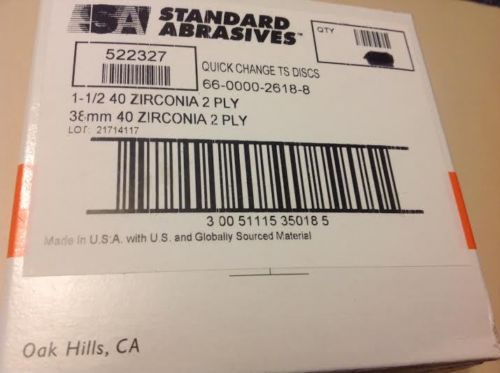 SA STANDARD ABRASIVES™
QTY
522327
QUICK CHANGE TS DISCS
66-0000-2618-8
1-1/2 40 ZIRCONIA 2 PLY
38mm 40 ZIRCONIA 2 PLY
LOT: 21714117
3 00 51115 35018 5
Made in U.S.A. with U.S. and Globally Sourced Material
Oak Hills, CA